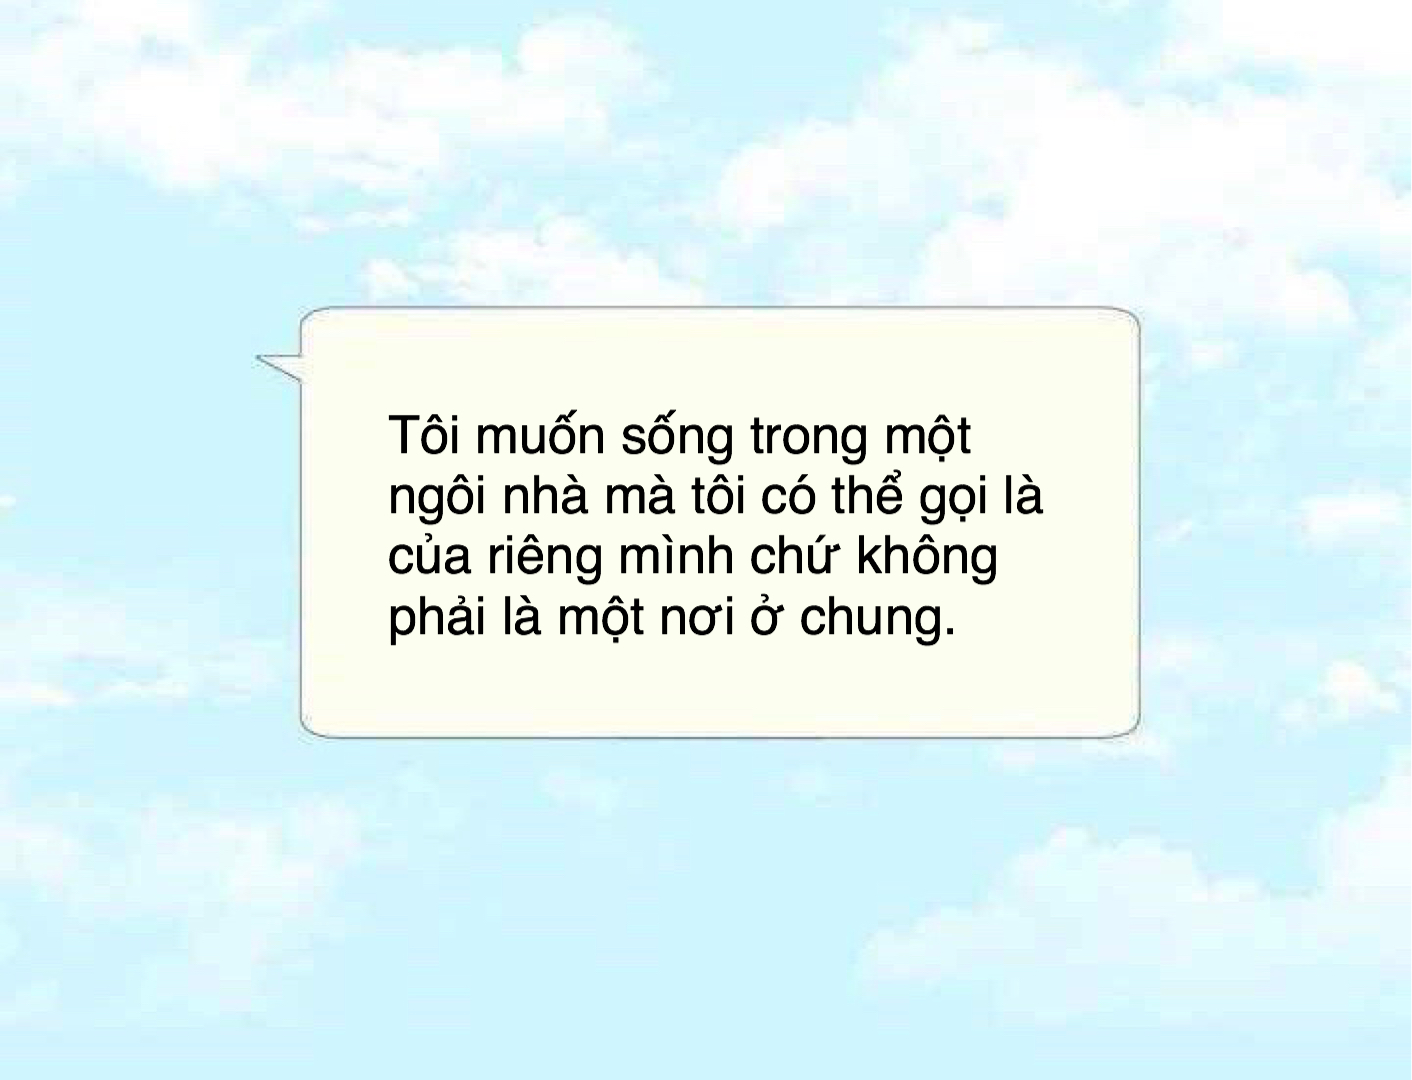 Tôi muốn sống trong một
ngôi nhà mà tôi có thể gọi là
của riêng mình chứ không
phải là một nơi ở chung.